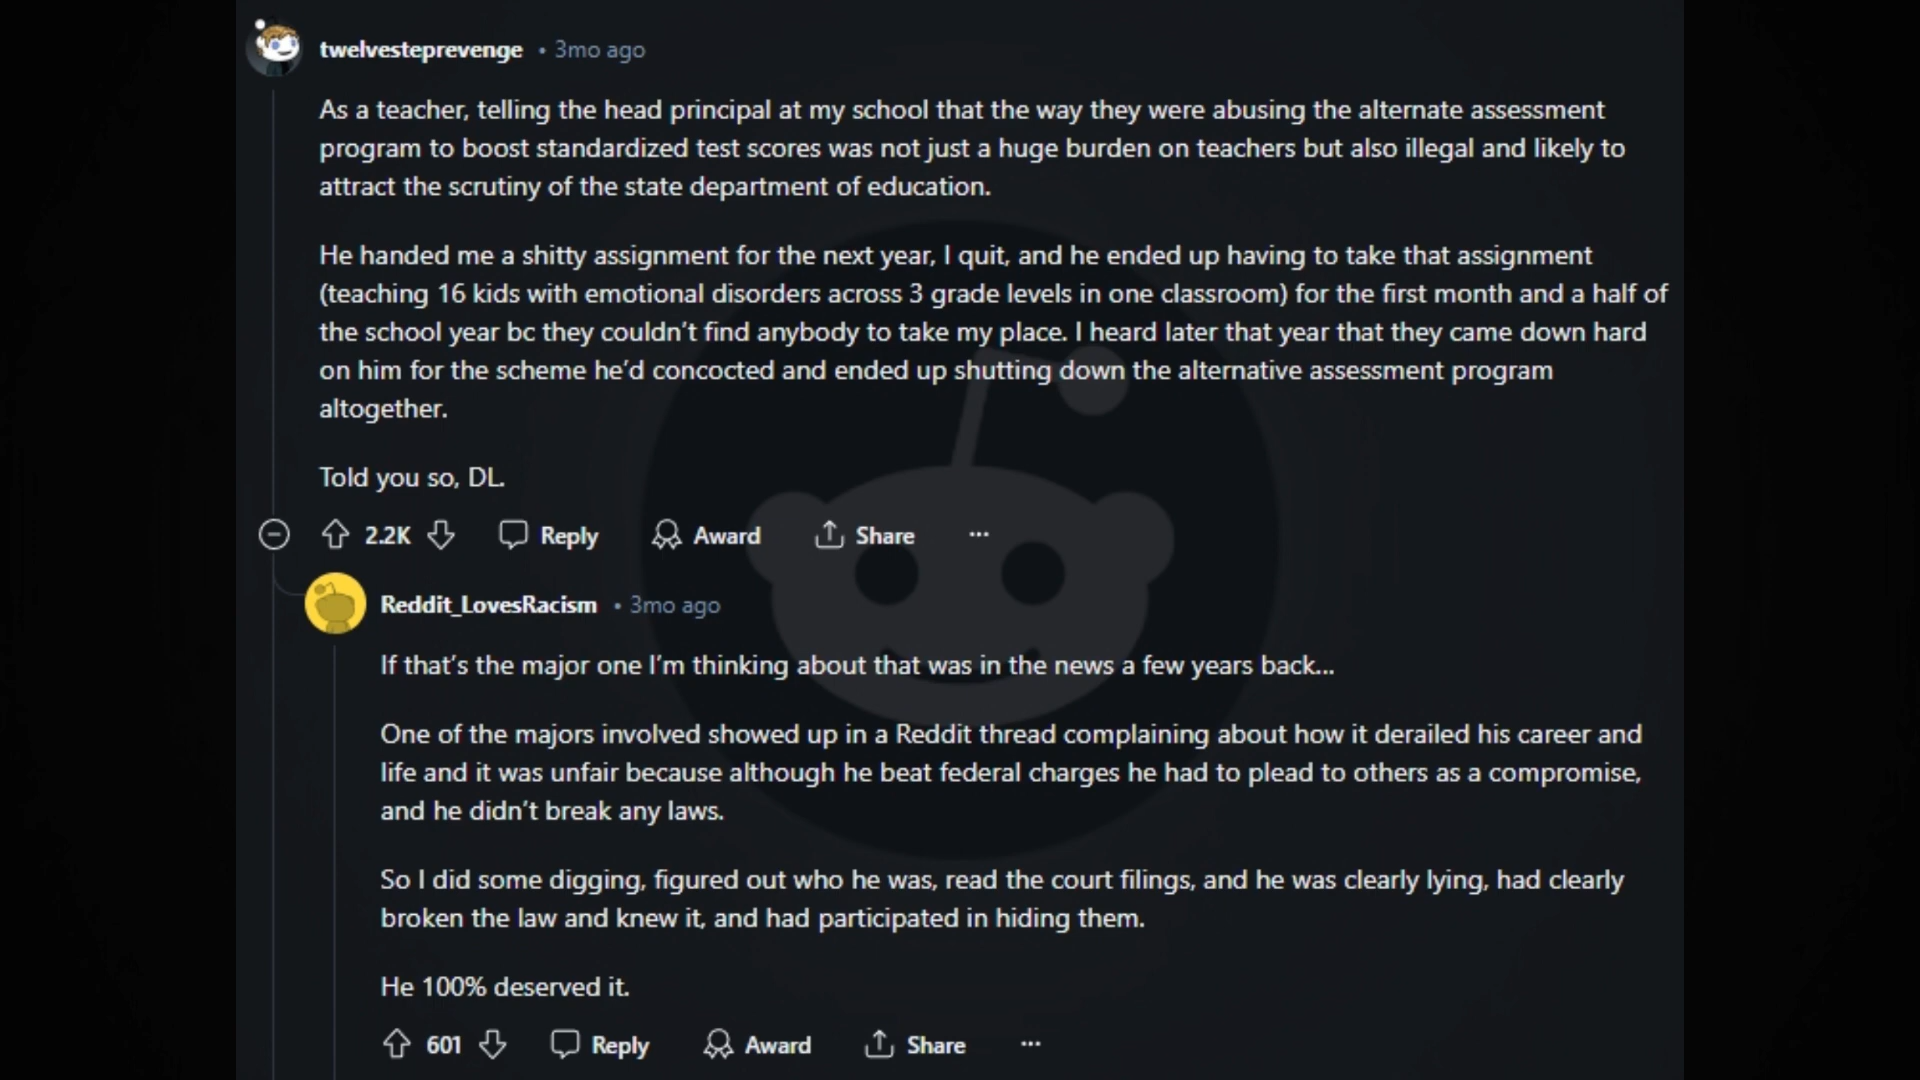 twelvesteprevenge • 3mo ago
As a teacher, telling the head principal at my school that the way they were abusing the alternate assessment
program to boost standardized test scores was not just a huge burden on teachers but also illegal and likely to
attract the scrutiny of the state department of education.
He handed me a shitty assignment for the next year, I quit, and he ended up having to take that assignment
(teaching 16 kids with emotional disorders across 3 grade levels in one classroom) for the first month and a half of
the school year bc they couldn’t find anybody to take my place. I heard later that year that they came down hard
on him for the scheme he’d concocted and ended up shutting down the alternative assessment program
altogether.
Told you so, DL.
2.2K Reply Award Share ...
Reddit_LovesRacism • 3mo ago
If that’s the major one I’m thinking about that was in the news a few years back...
One of the majors involved showed up in a Reddit thread complaining about how it derailed his career and
life and it was unfair because although he beat federal charges he had to plead to others as a compromise,
and he didn’t break any laws.
So I did some digging, figured out who he was, read the court filings, and he was clearly lying, had clearly
broken the law and knew it, and had participated in hiding them.
He 100% deserved it.
601 Reply Award Share ...